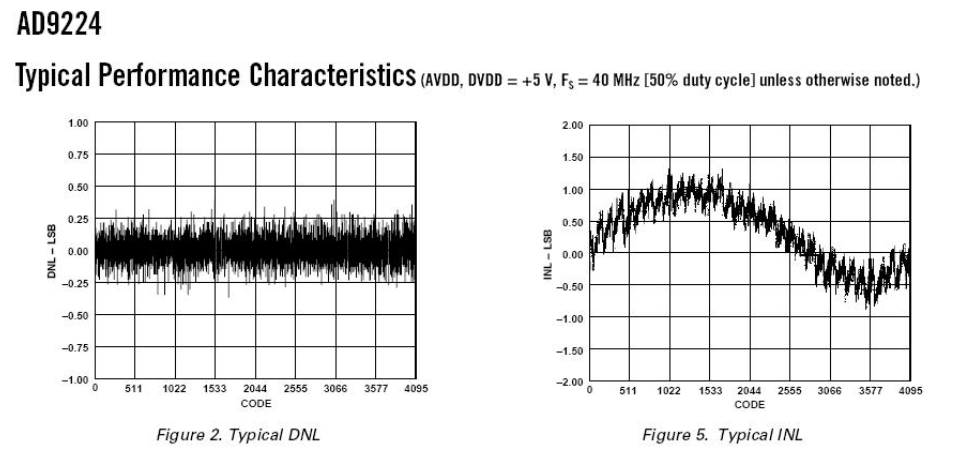 AD9224
Typical Performance Characteristics (AVDD, DVDD = +5 V, FS = 40 MHz [50% duty cycle] unless otherwise noted.)
1.00
0.75
0.50
0.25
0.00
–0.25
–0.50
–0.75
–1.00
DNL – LSB
0 511 1022 1533 2044 2555 3066 3577 4095
CODE
Figure 2. Typical DNL
2.00
1.50
1.00
0.50
0.00
–0.50
–1.00
–1.50
–2.00
INL – LSB
0 511 1022 1533 2044 2555 3066 3577 4095
CODE
Figure 5. Typical INL